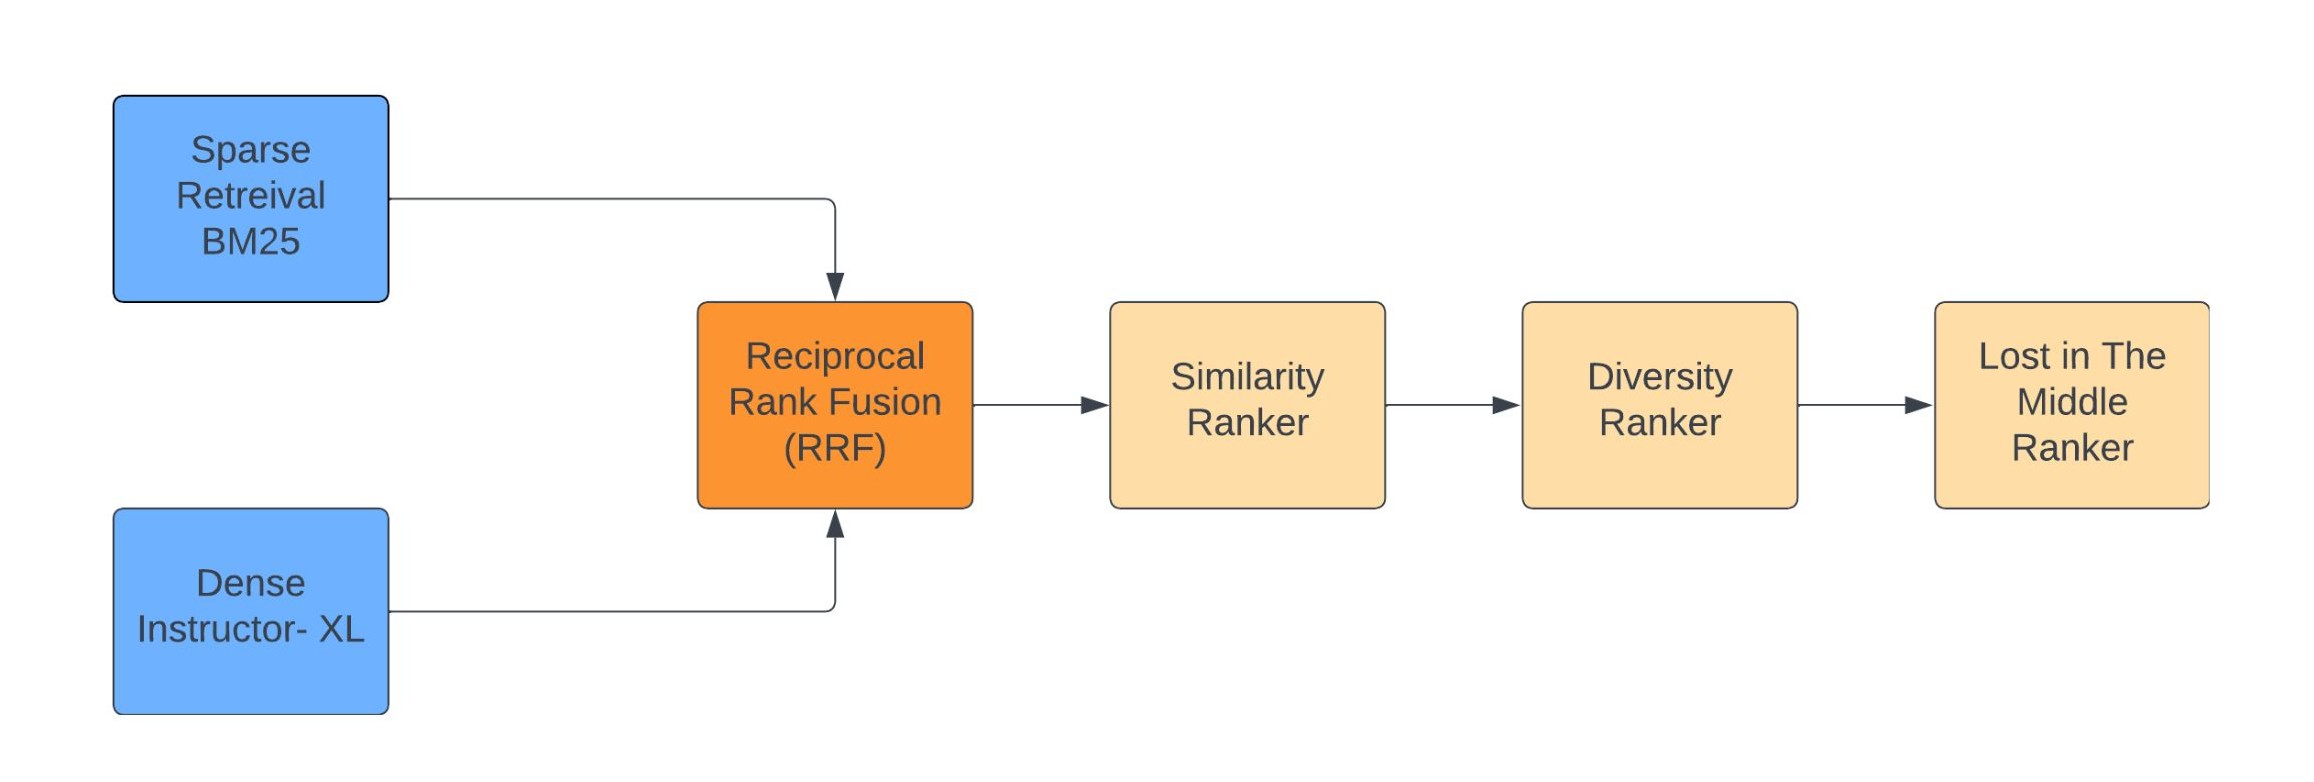 Sparse
Retreival
BM25
Dense
Instructor- XL
Reciprocal
Rank Fusion
(RRF)
Similarity
Ranker
Diversity
Ranker
Lost in The
Middle
Ranker